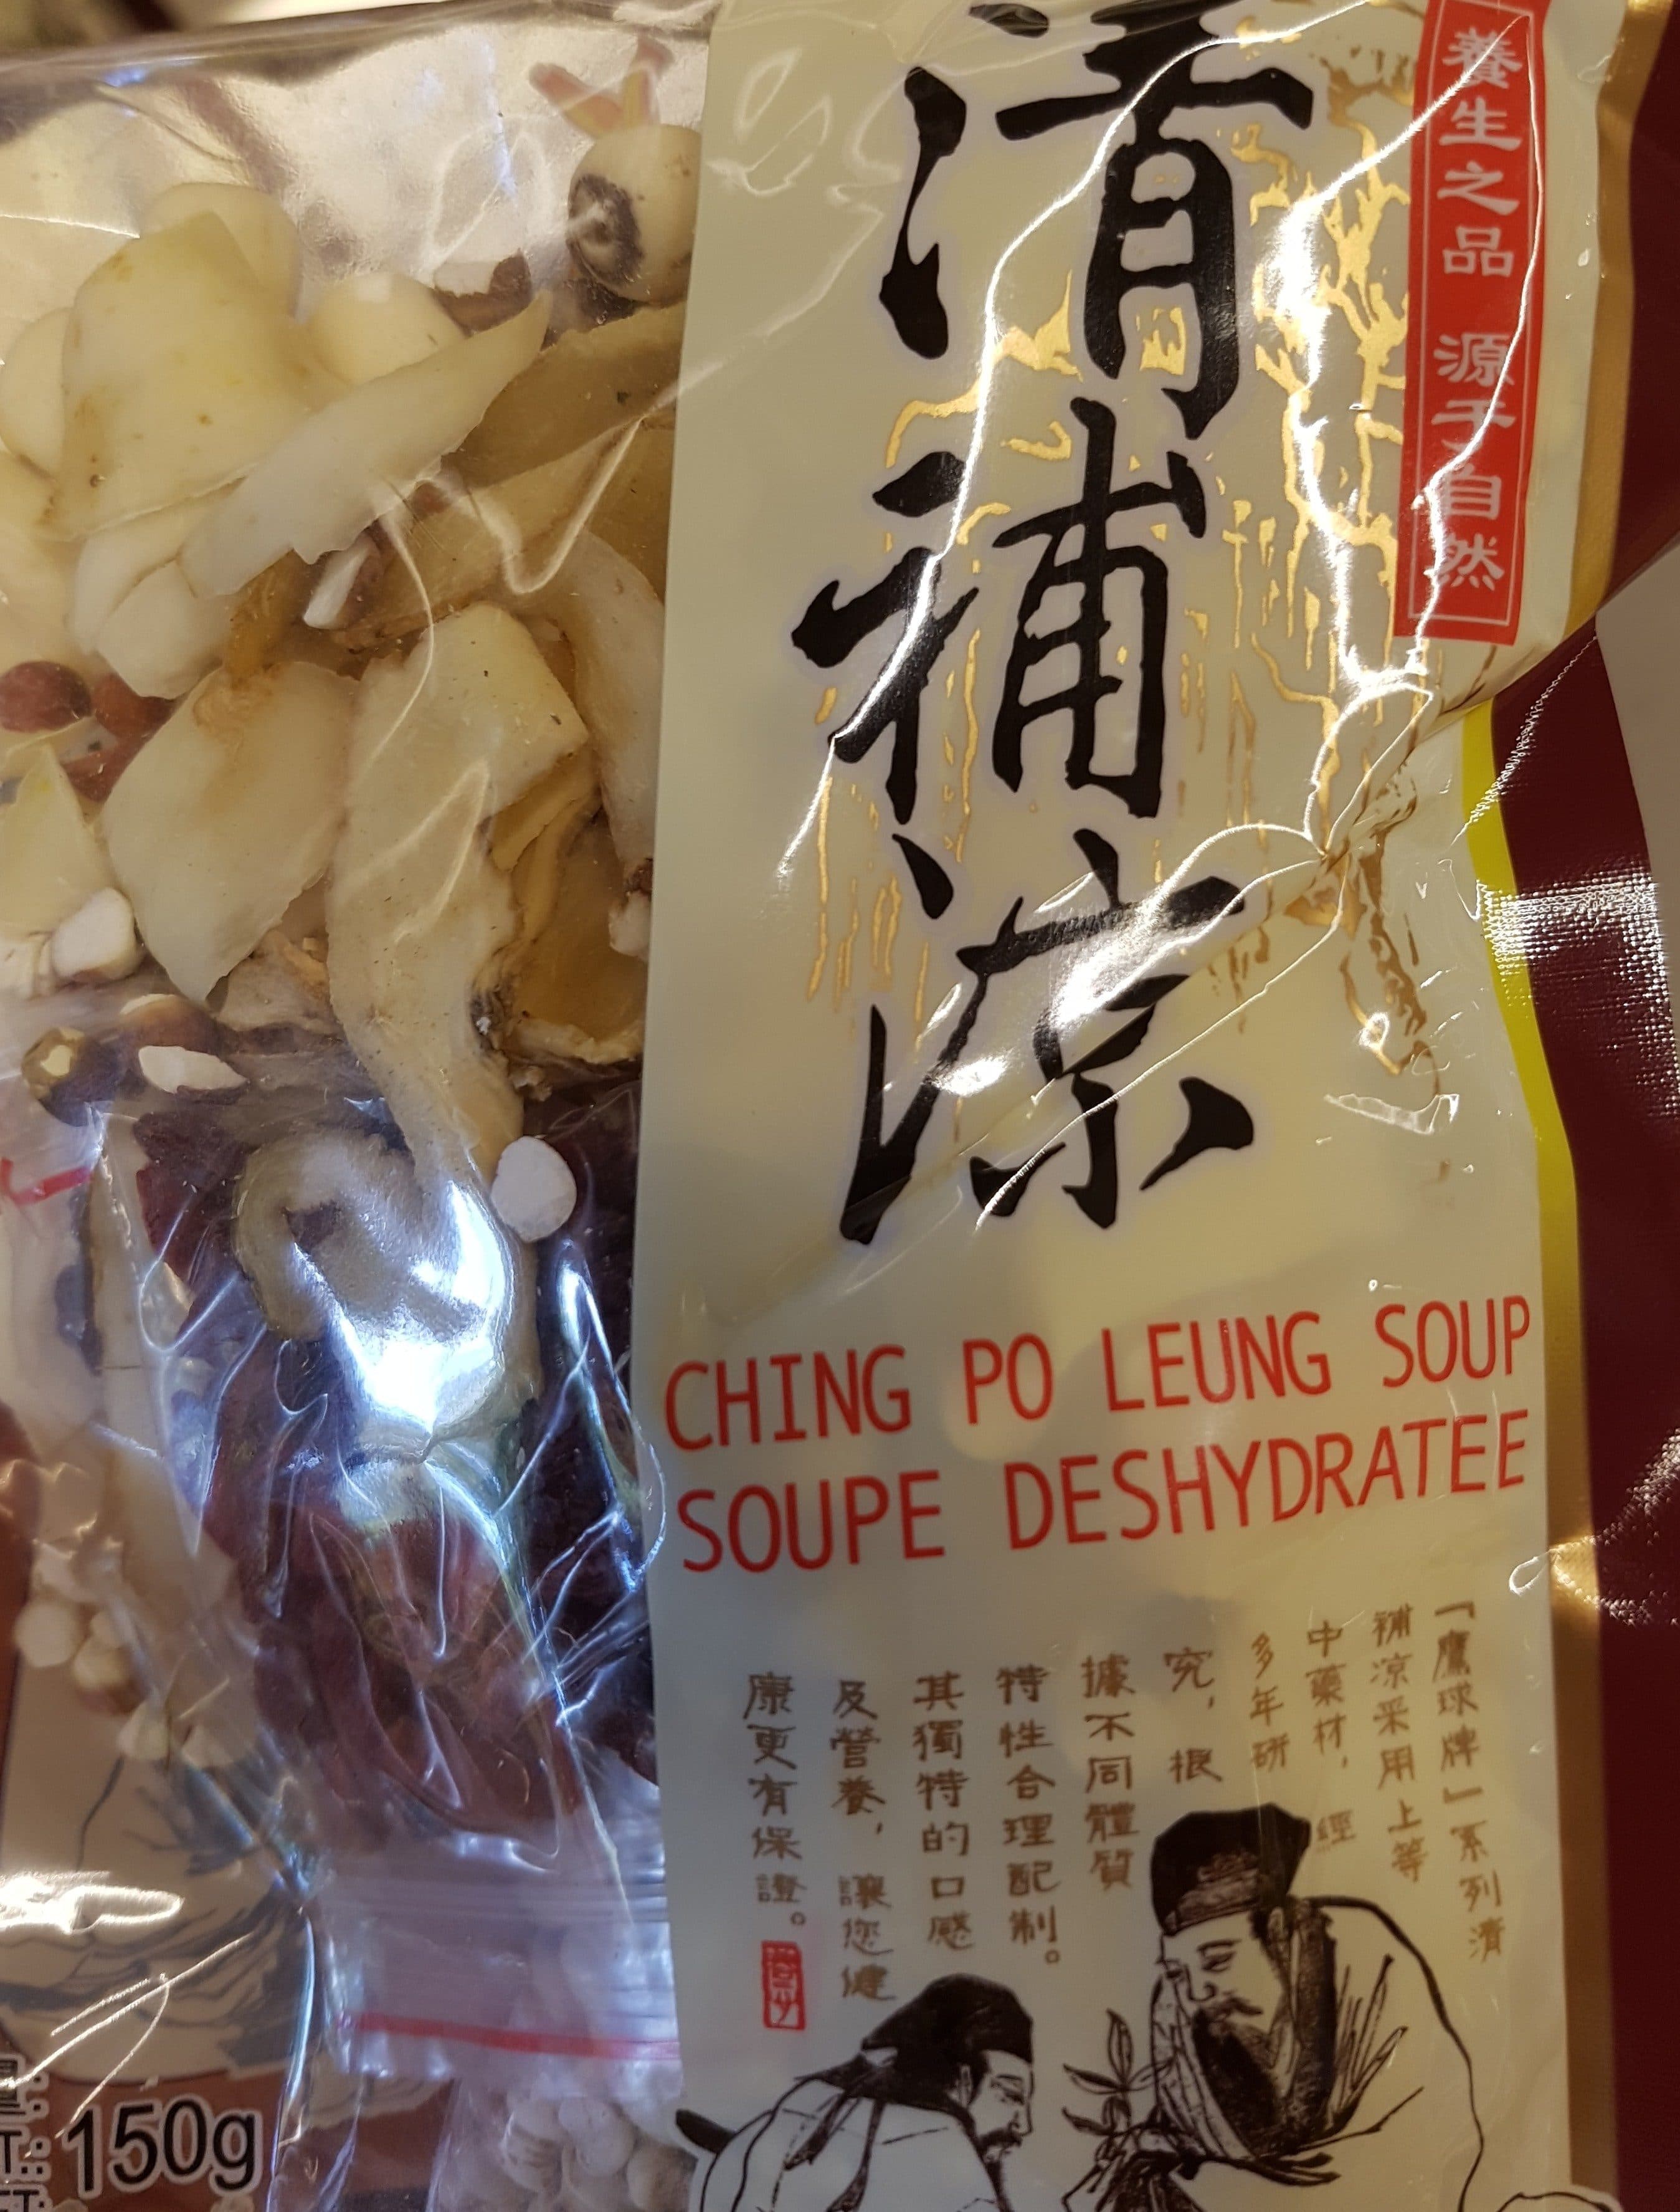 清補涼
養生之品 源于自然
CHING PO LEUNG SOUP
SOUPE DESHYDRATEE
「鷹球牌」系列清
補涼采用上等
中藥材，經
多年研
究，根
據不同體質
特性合理配制。
其獨特的口感
及營養，讓您健
康更有保證。
150g